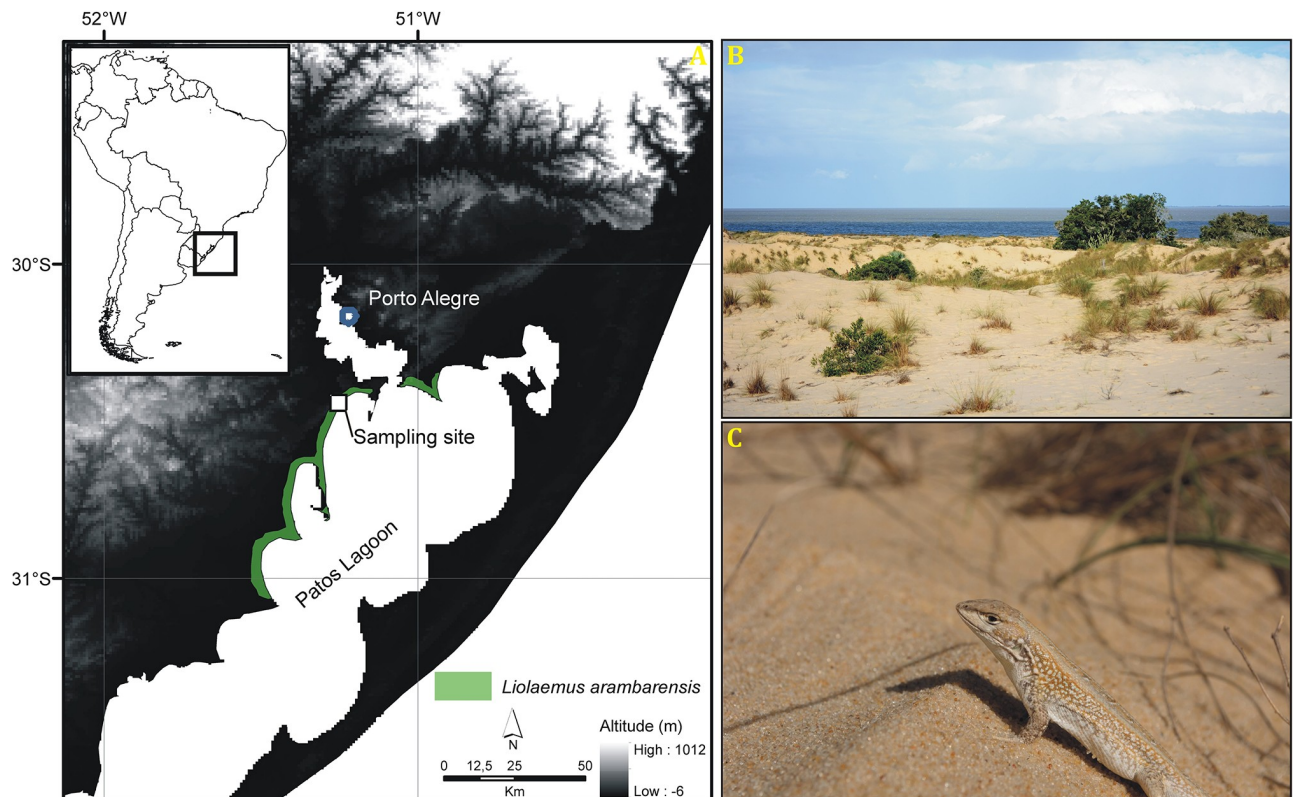 52°W
51°W
A
30°S
Porto Alegre
Sampling site
31°S
Patos Lagoon
Liolaemus arambarensis
N
0 12,5 25 50
Km
Altitude (m)
High : 1012
Low : -6
B
C